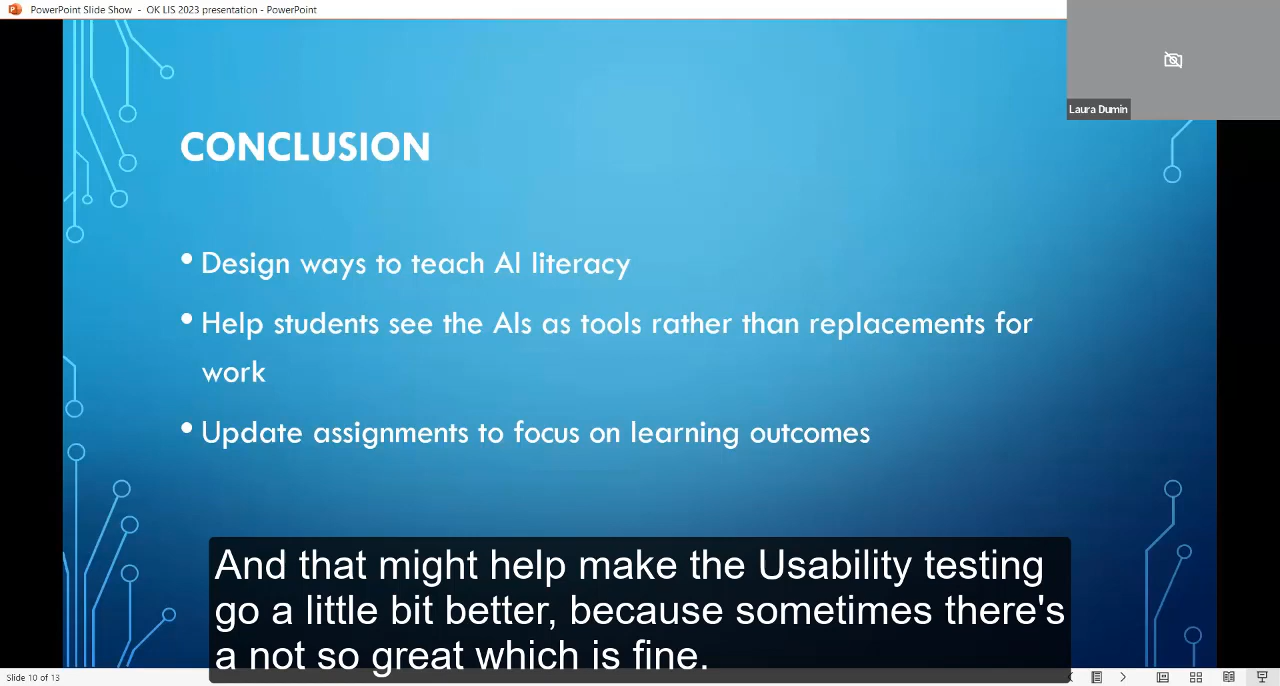 PowerPoint Slide Show - OK LIS 2023 presentation - PowerPoint
Laura Dumin
CONCLUSION
• Design ways to teach AI literacy
• Help students see the AIs as tools rather than replacements for
work
• Update assignments to focus on learning outcomes
And that might help make the Usability testing
go a little bit better, because sometimes there's
a not so great which is fine.
Slide 10 of 13